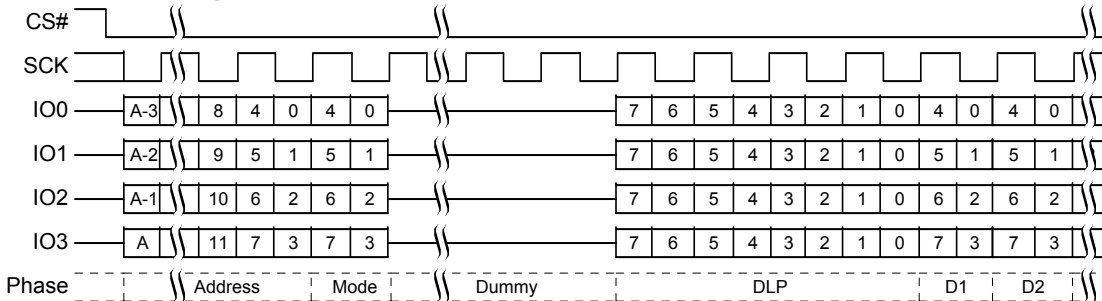 CS#
SCK
IO0 A-3 8 4 0 4 0 7 6 5 4 3 2 1 0 4 0 4 0
IO1 A-2 9 5 1 5 1 7 6 5 4 3 2 1 0 5 1 5 1
IO2 A-1 10 6 2 6 2 7 6 5 4 3 2 1 0 6 2 6 2
IO3 A 11 7 3 7 3 7 6 5 4 3 2 1 0 7 3 7 3
Phase Address Mode Dummy DLP D1 D2